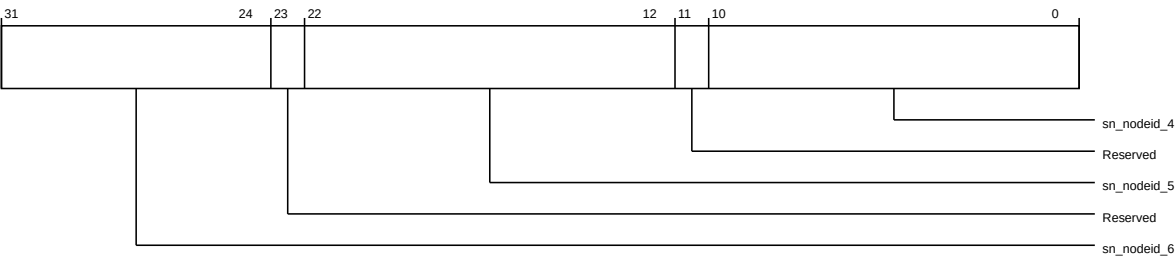 31 24 23 22 12 11 10 0
sn_nodeid_4
Reserved
sn_nodeid_5
Reserved
sn_nodeid_6